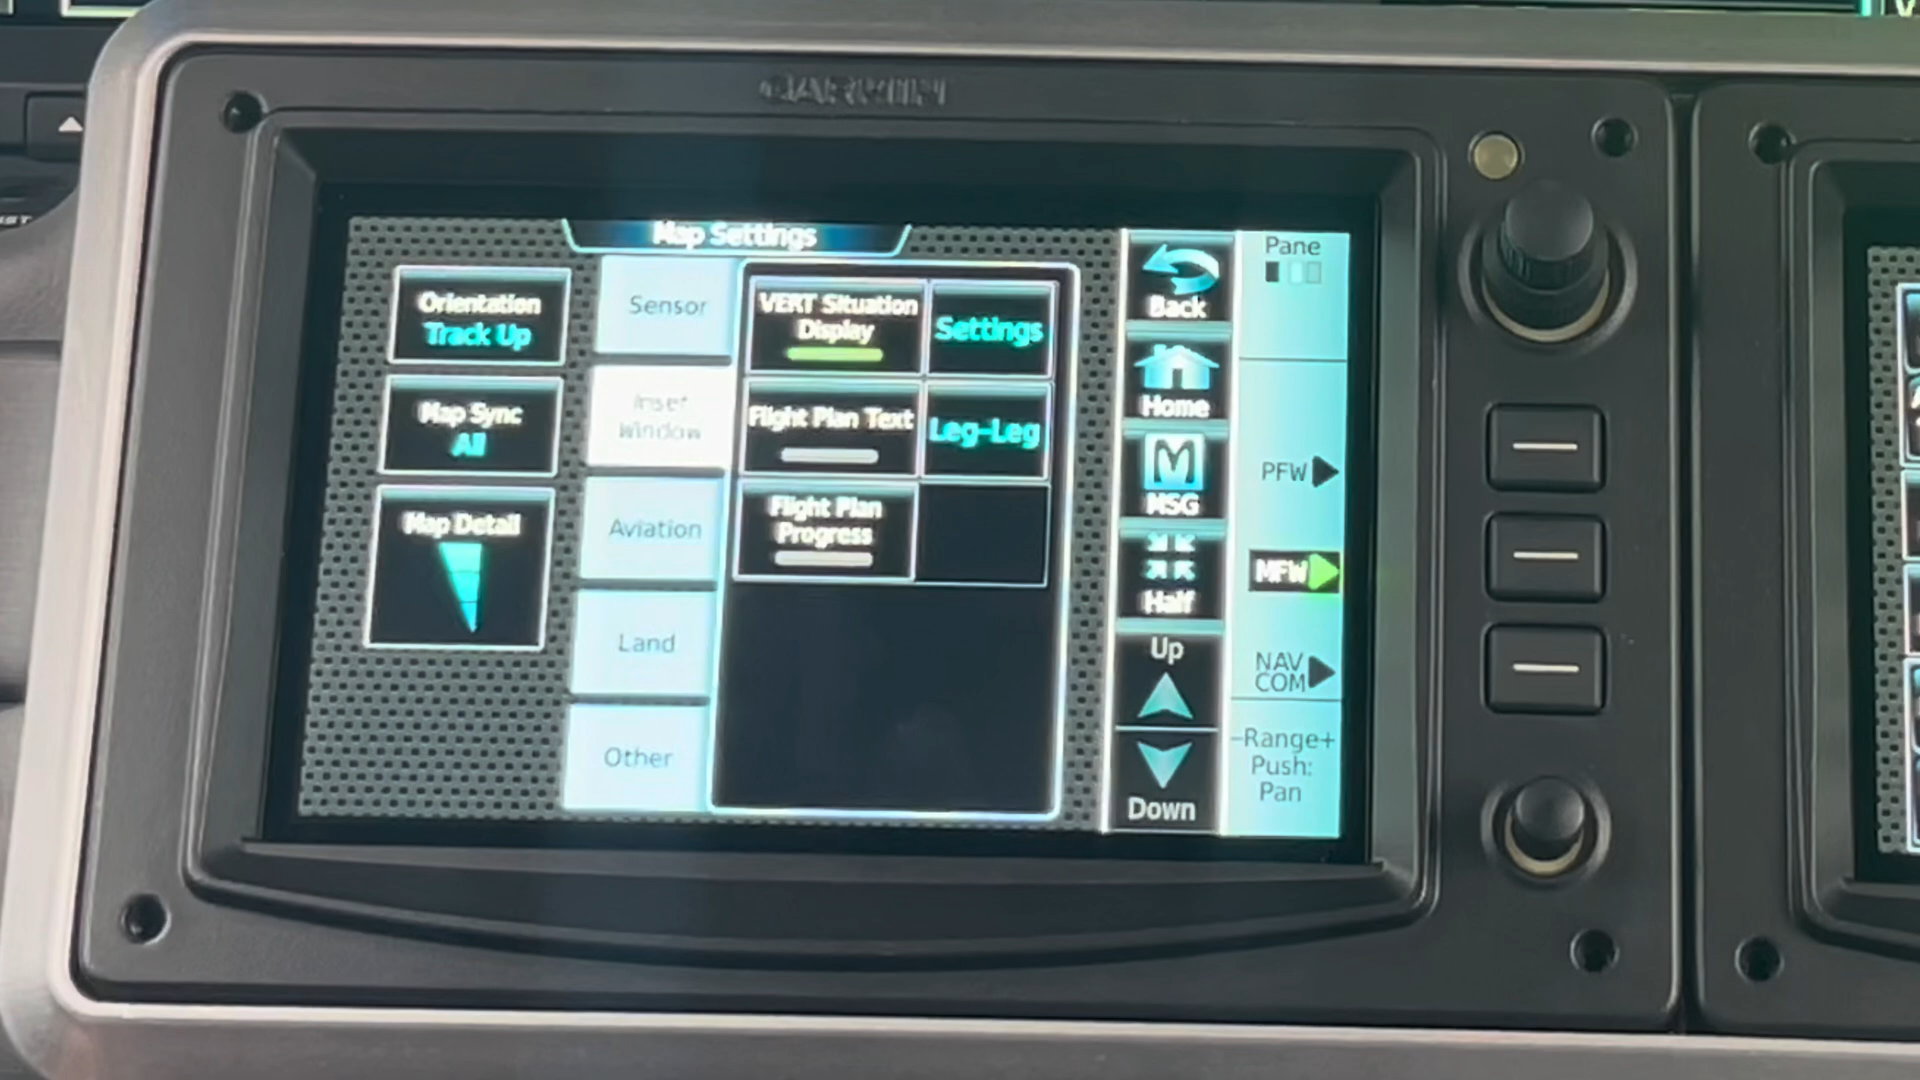 GARMIN
Map Settings
Orientation
Track Up
Map Sync
All
Map Detail
Sensor
Inset
Window
Aviation
Land
Other
VERT Situation
Display
Settings
Flight Plan Text
Leg-Leg
Flight Plan
Progress
Back
Home
MSG
Half
Up
Down
Pane
PFW
MFW
NAV
COM
-Range+
Push:
Pan